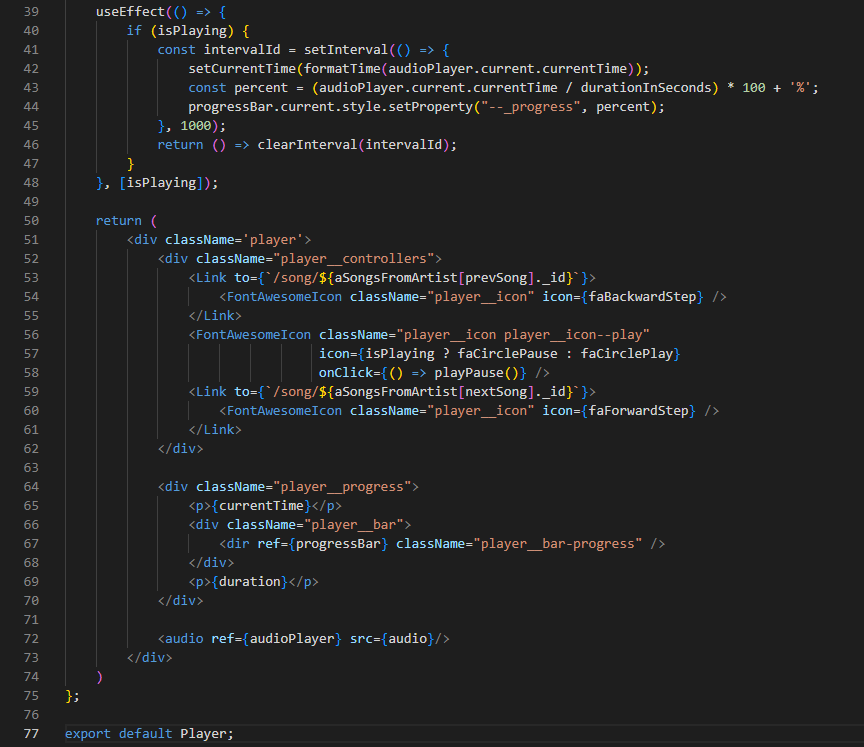 39 useEffect(() => {
40 if (isPlaying) {
41 const intervalId = setInterval(() => {
42 setCurrentTime(formatTime(audioPlayer.current.currentTime));
43 const percent = (audioPlayer.current.currentTime / durationInSeconds) * 100 + '%';
44 progressBar.current.style.setProperty("--_progress", percent);
45 }, 1000);
46 return () => clearInterval(intervalId);
47 }
48 }, [isPlaying]);
49
50 return (
51 <div className='player'>
52 <div className="player__controllers">
53 <Link to={`/song/${aSongsFromArtist[prevSong]._id}`}>
54 <FontAwesomeIcon className="player__icon" icon={faBackwardStep} />
55 </Link>
56 <FontAwesomeIcon className="player__icon player__icon--play"
57 icon={isPlaying ? faCirclePause : faCirclePlay}
58 onClick={() => playPause()} />
59 <Link to={`/song/${aSongsFromArtist[nextSong]._id}`}>
60 <FontAwesomeIcon className="player__icon" icon={faForwardStep} />
61 </Link>
62 </div>
63
64 <div className="player__progress">
65 <p>{currentTime}</p>
66 <div className="player__bar">
67 <dir ref={progressBar} className="player__bar-progress" />
68 </div>
69 <p>{duration}</p>
70 </div>
71
72 <audio ref={audioPlayer} src={audio}/>
73 </div>
74 )
75 };
76
77 export default Player;